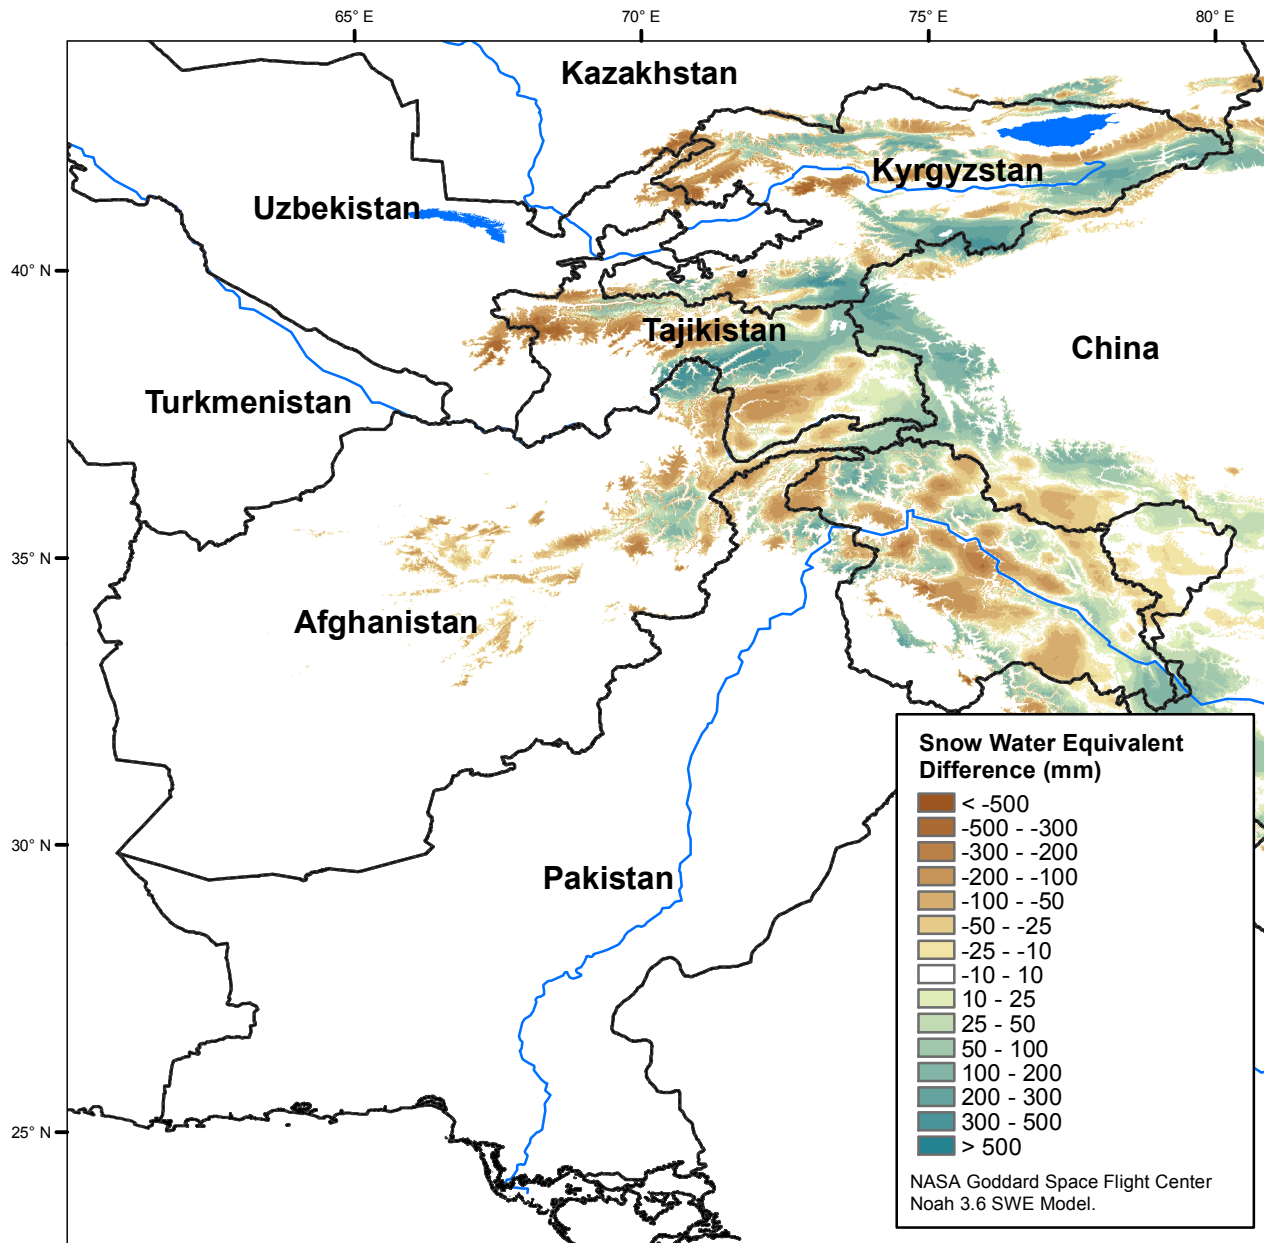 65° E
70° E
75° E
80° E
Kazakhstan
Kyrgyzstan
Uzbekistan
40° N
Tajikistan
China
Turkmenistan
35° N
Afghanistan
Snow Water Equivalent
Difference (mm)
< -500
-500 - -300
-300 - -200
-200 - -100
-100 - -50
-50 - -25
-25 - -10
-10 - 10
10 - 25
25 - 50
50 - 100
100 - 200
200 - 300
300 - 500
> 500
NASA Goddard Space Flight Center
Noah 3.6 SWE Model.
30° N
Pakistan
25° N